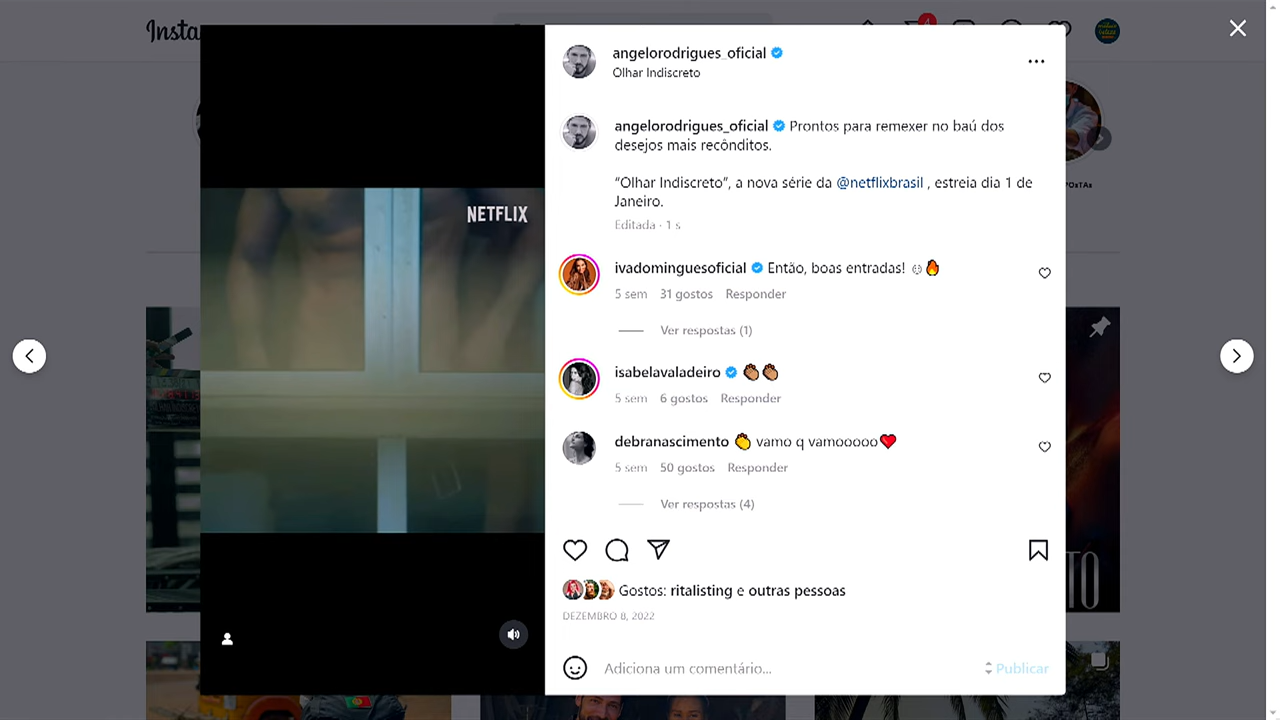 Insta
4
angelorodrigues_oficial
Olhar Indiscreto
angelorodrigues_oficial Prontos para remexer no baú dos
desejos mais recônditos.
“Olhar Indiscreto”, a nova série da @netflixbrasil , estreia dia 1 de
Janeiro.
Editada · 1 s
NETFLIX
ivadominguesoficial Então, boas entradas! 🔥
5 sem 31 gostos Responder
Ver respostas (1)
isabelavaladeiro 👏🏽👏🏽
5 sem 6 gostos Responder
debranascimento 👏 vamo q vamooooo❤️
5 sem 50 gostos Responder
Ver respostas (4)
Gostos: ritalisting e outras pessoas
DEZEMBRO 8, 2022
Adiciona um comentário...
Publicar